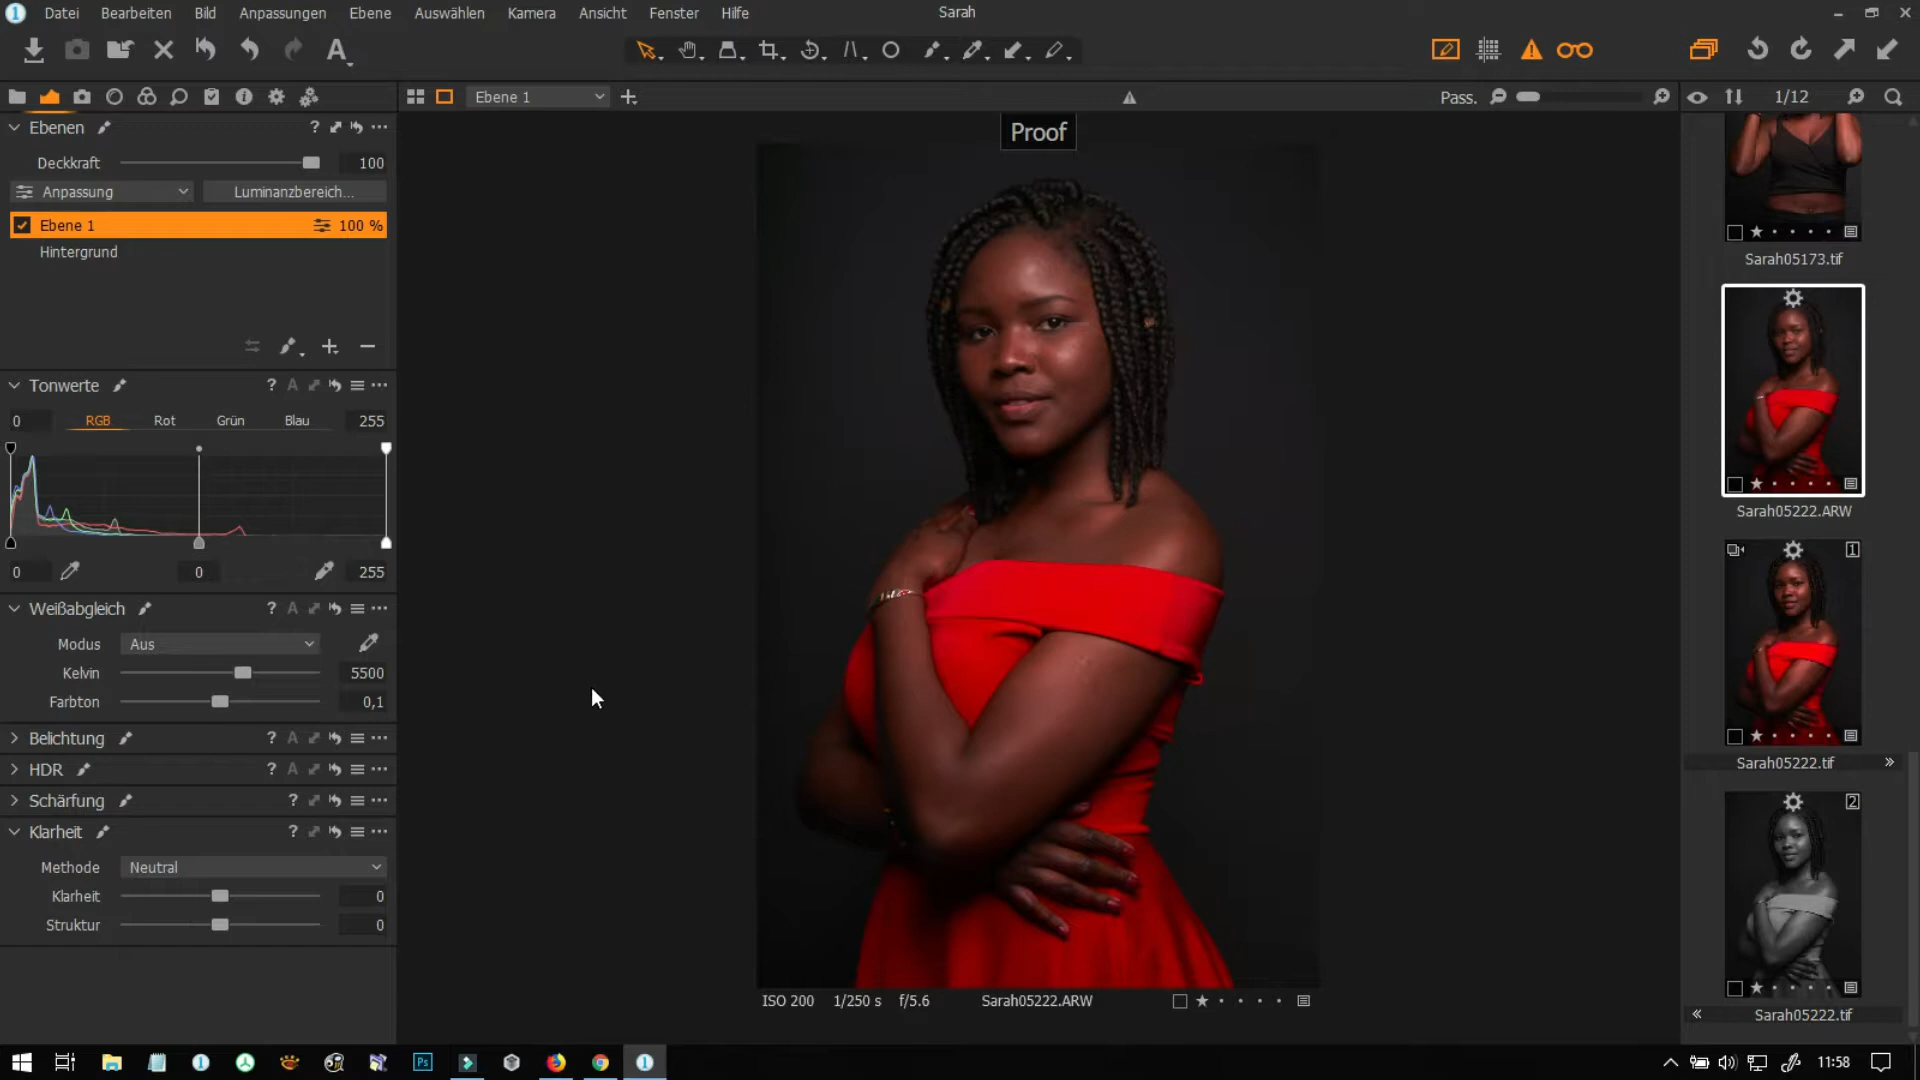 Datei Bearbeiten Bild Anpassungen Ebene Auswählen Kamera Ansicht Fenster Hilfe
Sarah
Ebene 1
Pass.
1/12
Ebenen
Deckkraft 100
Anpassung
Luminanzbereich...
Ebene 1 100 %
Hintergrund
Tonwerte
0 RGB Rot Grün Blau 255
0 0 255
Weißabgleich
Modus Aus
Kelvin 5500
Farbton 0,1
Belichtung
HDR
Schärfung
Klarheit
Methode Neutral
Klarheit 0
Struktur 0
Proof
ISO 200 1/250 s f/5.6 Sarah05222.ARW
Sarah05173.tif
Sarah05222.ARW
1
Sarah05222.tif
2
Sarah05222.tif
Ps
11:58